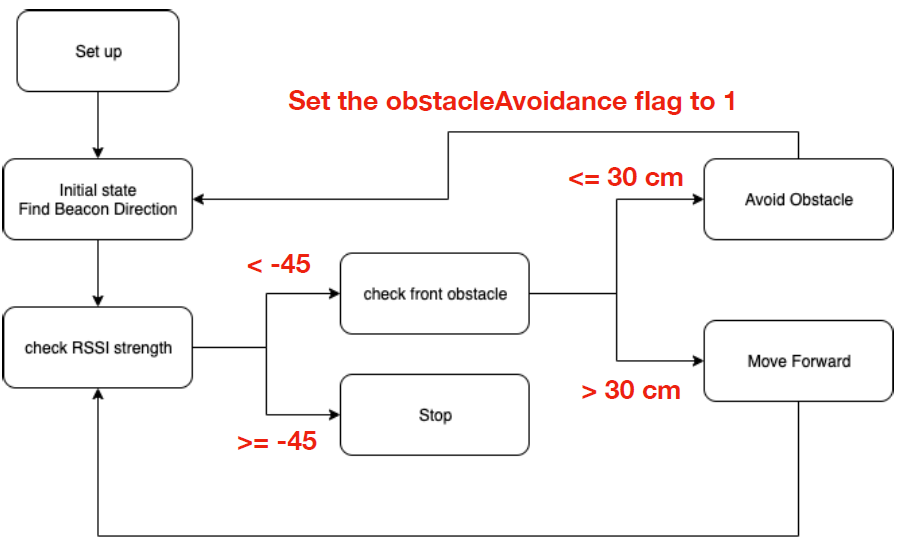 Set up
Set the obstacleAvoidance flag to 1
<= 30 cm
Initial state
Find Beacon Direction
Avoid Obstacle
< -45
check front obstacle
check RSSI strength
Move Forward
> 30 cm
Stop
>= -45